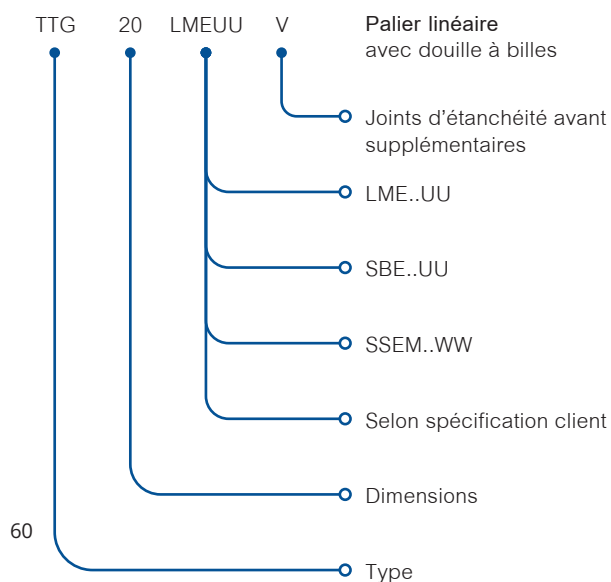 TTG 20 LMEUU V Palier linéaire
avec douille à billes
Joints d'étanchéité avant
supplémentaires
LME..UU
SBE..UU
SSEM..WW
Selon spécification client
Dimensions
60
Type